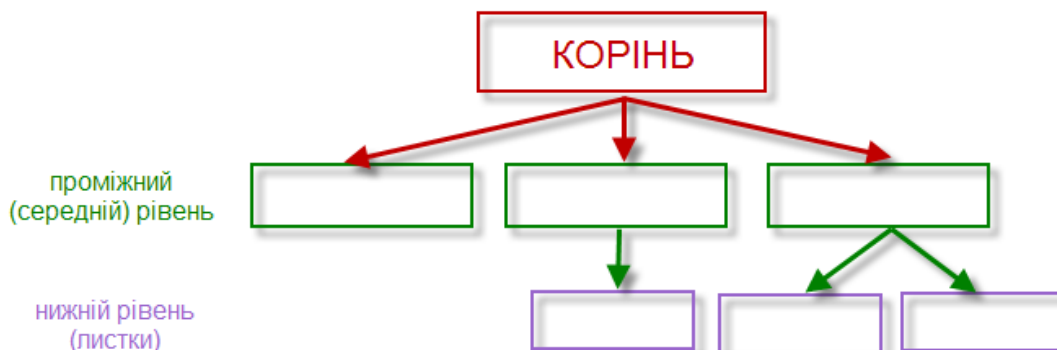 КОРІНЬ
проміжний
(середній) рівень
нижній рівень
(листки)